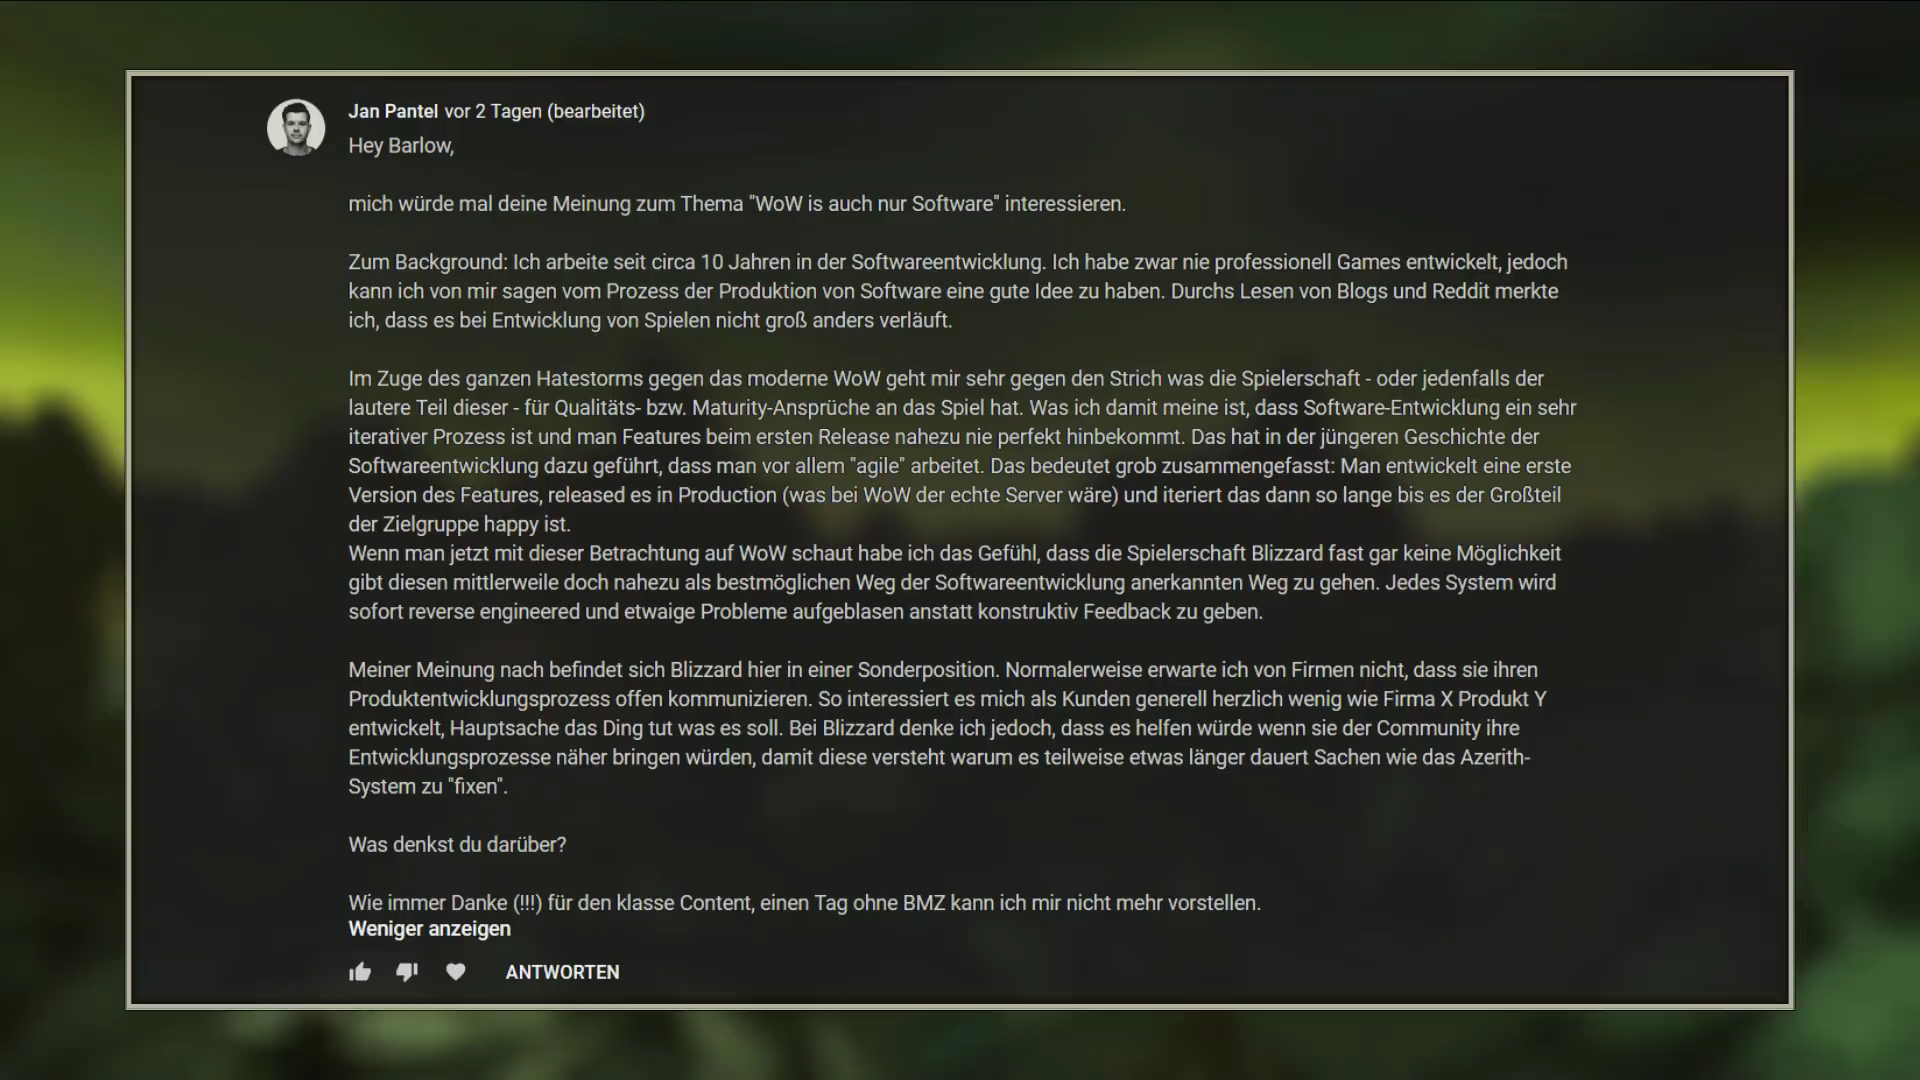 Jan Pantel vor 2 Tagen (bearbeitet)
Hey Barlow,
mich würde mal deine Meinung zum Thema "WoW is auch nur Software" interessieren.
Zum Background: Ich arbeite seit circa 10 Jahren in der Softwareentwicklung. Ich habe zwar nie professionell Games entwickelt, jedoch
kann ich von mir sagen vom Prozess der Produktion von Software eine gute Idee zu haben. Durchs Lesen von Blogs und Reddit merkte
ich, dass es bei Entwicklung von Spielen nicht groß anders verläuft.
Im Zuge des ganzen Hatestorms gegen das moderne WoW geht mir sehr gegen den Strich was die Spielerschaft - oder jedenfalls der
lautere Teil dieser - für Qualitäts- bzw. Maturity-Ansprüche an das Spiel hat. Was ich damit meine ist, dass Software-Entwicklung ein sehr
iterativer Prozess ist und man Features beim ersten Release nahezu nie perfekt hinbekommt. Das hat in der jüngeren Geschichte der
Softwareentwicklung dazu geführt, dass man vor allem "agile" arbeitet. Das bedeutet grob zusammengefasst: Man entwickelt eine erste
Version des Features, released es in Production (was bei WoW der echte Server wäre) und iteriert das dann so lange bis es der Großteil
der Zielgruppe happy ist.
Wenn man jetzt mit dieser Betrachtung auf WoW schaut habe ich das Gefühl, dass die Spielerschaft Blizzard fast gar keine Möglichkeit
gibt diesen mittlerweile doch nahezu als bestmöglichen Weg der Softwareentwicklung anerkannten Weg zu gehen. Jedes System wird
sofort reverse engineered und etwaige Probleme aufgeblasen anstatt konstruktiv Feedback zu geben.
Meiner Meinung nach befindet sich Blizzard hier in einer Sonderposition. Normalerweise erwarte ich von Firmen nicht, dass sie ihren
Produktentwicklungsprozess offen kommunizieren. So interessiert es mich als Kunden generell herzlich wenig wie Firma X Produkt Y
entwickelt, Hauptsache das Ding tut was es soll. Bei Blizzard denke ich jedoch, dass es helfen würde wenn sie der Community ihre
Entwicklungsprozesse näher bringen würden, damit diese versteht warum es teilweise etwas länger dauert Sachen wie das Azerith-
System zu "fixen".
Was denkst du darüber?
Wie immer Danke (!!!) für den klasse Content, einen Tag ohne BMZ kann ich mir nicht mehr vorstellen.
Weniger anzeigen
ANTWORTEN